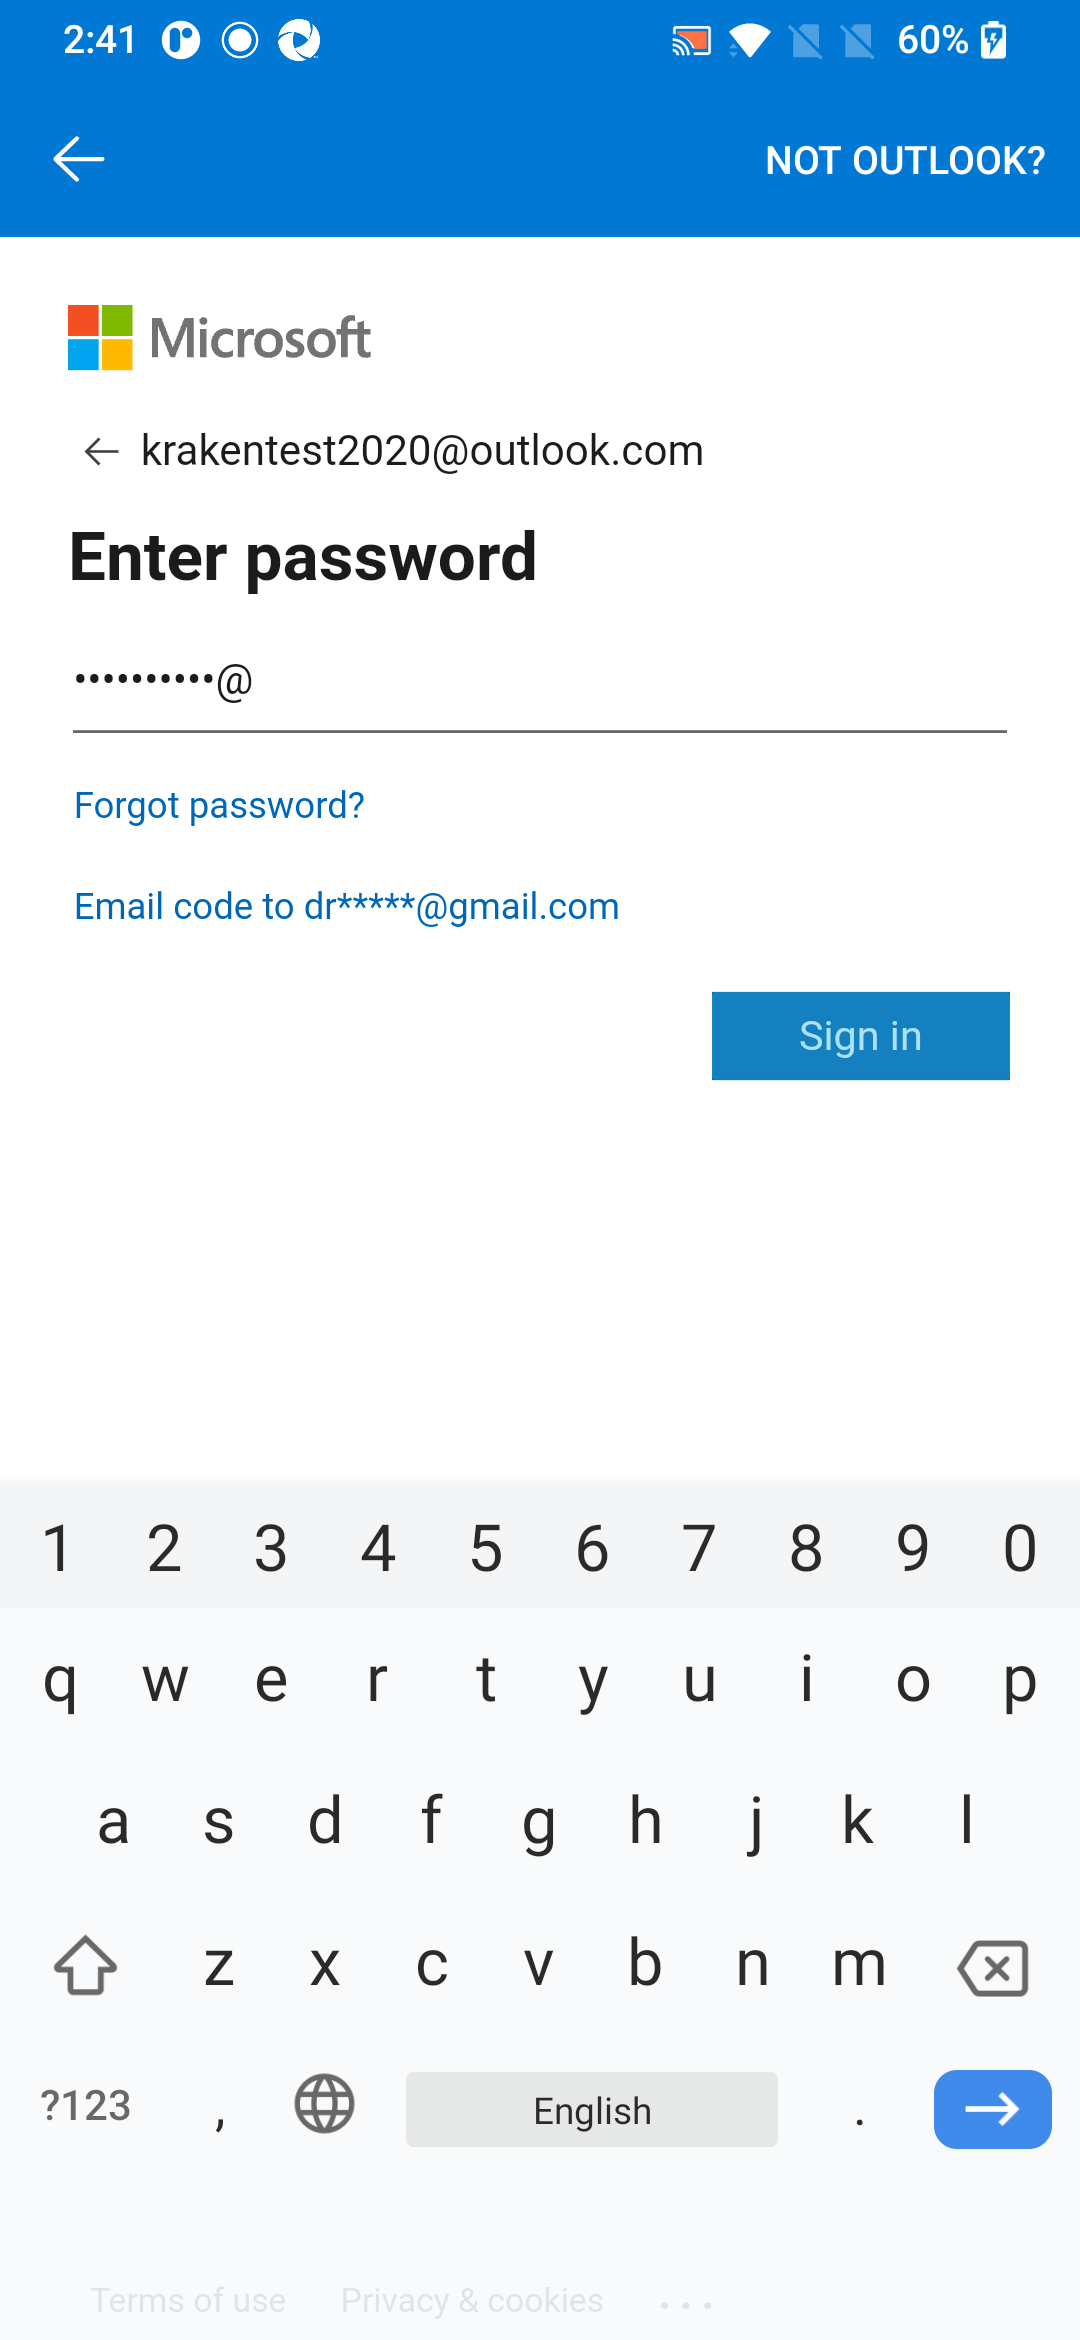 2:41
60%
NOT OUTLOOK?
Microsoft
krakentest2020@outlook.com
Enter password
••••••••••@
Forgot password?
Email code to dr*****@gmail.com
Sign in
1 2 3 4 5 6 7 8 9 0
q w e r t y u i o p
a s d f g h j k l
z x c v b n m
?123 , English .
Terms of use Privacy & cookies ...